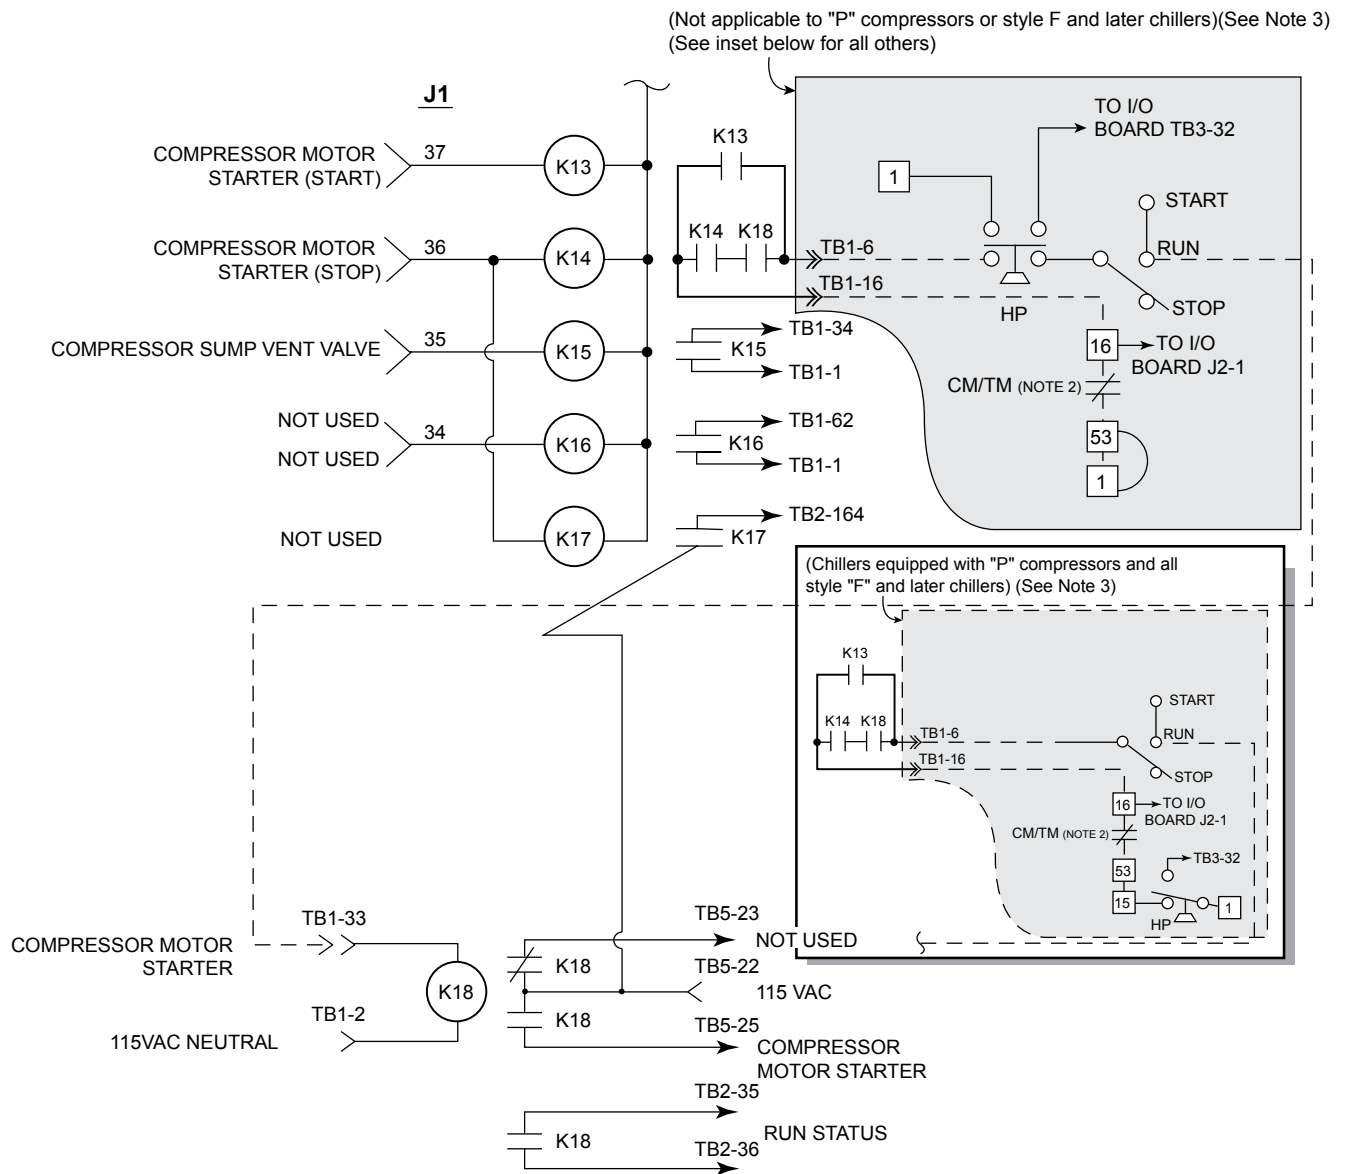 (Not applicable to "P" compressors or style F and later chillers)(See Note 3)
(See inset below for all others)
J1
COMPRESSOR MOTOR
STARTER (START)
37
K13
K13
TO I/O
BOARD TB3-32
1
START
COMPRESSOR MOTOR
STARTER (STOP)
36
K14
K14
K18
TB1-6
RUN
TB1-16
HP
STOP
COMPRESSOR SUMP VENT VALVE
35
K15
K15
TB1-34
TB1-1
16
TO I/O
BOARD J2-1
CM/TM (NOTE 2)
53
1
NOT USED
NOT USED
34
K16
K16
TB1-62
TB1-1
NOT USED
K17
K17
TB2-164
(Chillers equipped with "P" compressors and all
style "F" and later chillers) (See Note 3)
K13
K14
K18
TB1-6
TB1-16
START
RUN
STOP
16
TO I/O
BOARD J2-1
CM/TM (NOTE 2)
53
TB3-32
15
HP
1
COMPRESSOR MOTOR
STARTER
TB1-33
K18
115VAC NEUTRAL
TB1-2
TB5-23
NOT USED
K18
TB5-22
115 VAC
K18
TB5-25
COMPRESSOR
MOTOR STARTER
TB2-35
K18
RUN STATUS
TB2-36